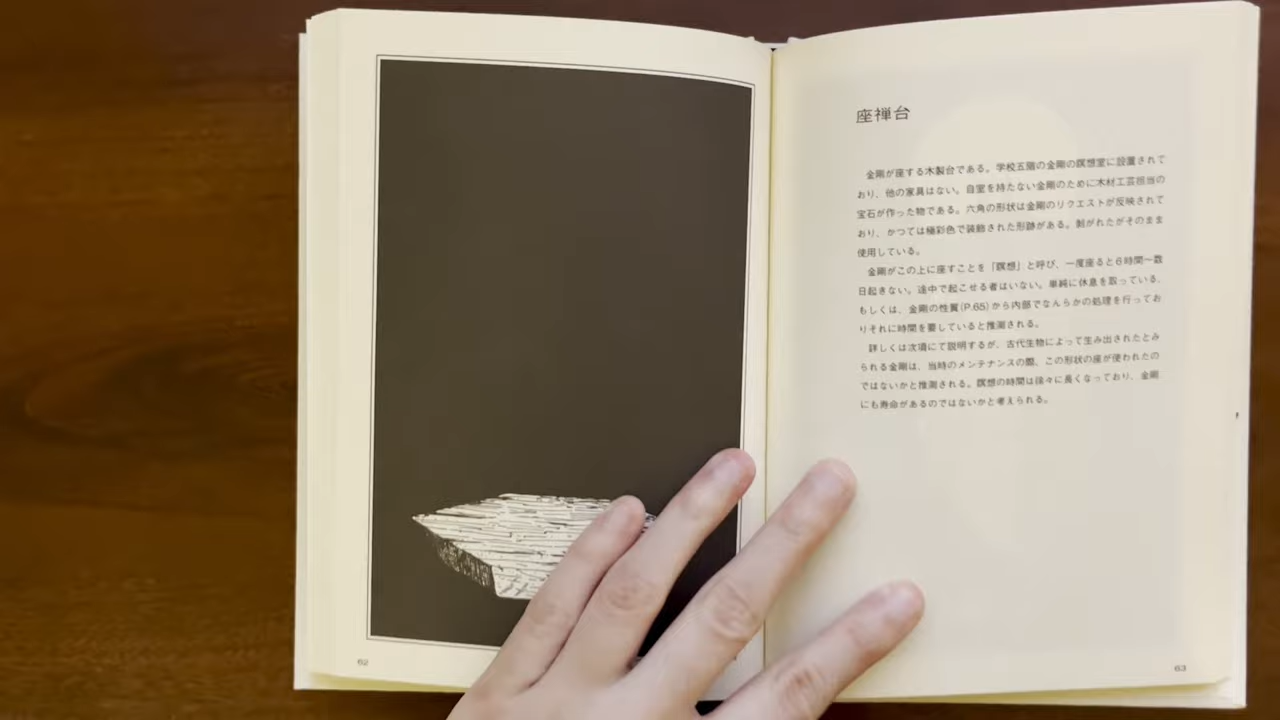 座禅台
金剛が座する木製台である。学校五階の金剛の瞑想室に設置されて
おり、他の家具はない。自室を持たない金剛のために木材工芸担当の
宝石が作った物である。六角の形状は金剛のリクエストが反映されて
おり、かつては極彩色で装飾された形跡がある。剝がれたがそのまま
使用している。
金剛がこの上に座すことを「瞑想」と呼び、一度座ると6時間〜数
日起きない。途中で起こせる者はいない。単純に休息を取っている、
もしくは、金剛の性質(P.65)から内部でなんらかの処理を行ってお
りそれに時間を要していると推測される。
詳しくは次項にて説明するが、古代生物によって生み出されたとみ
られる金剛は、当時のメンテナンスの際、この形状の座が使われたの
ではないかと推測される。瞑想の時間は徐々に長くなっており、金剛
にも寿命があるのではないかと考えられる。
62
63